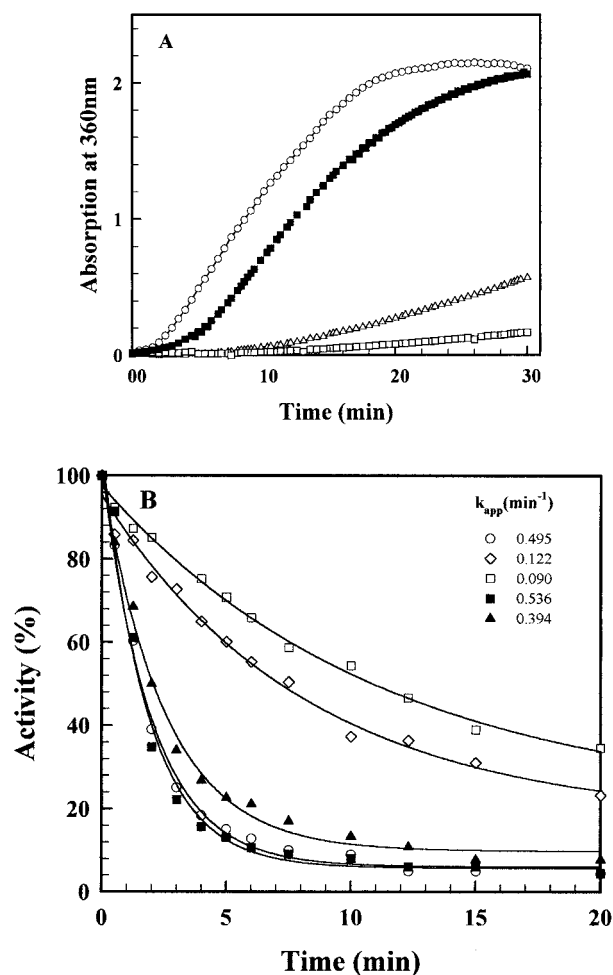 A
Absorption at 360nm
2
1
0
00 10 20 30
Time (min)
B
k_app(min⁻¹)
0.495
0.122
0.090
0.536
0.394
Activity (%)
100
80
60
40
20
0
0 5 10 15 20
Time (min)